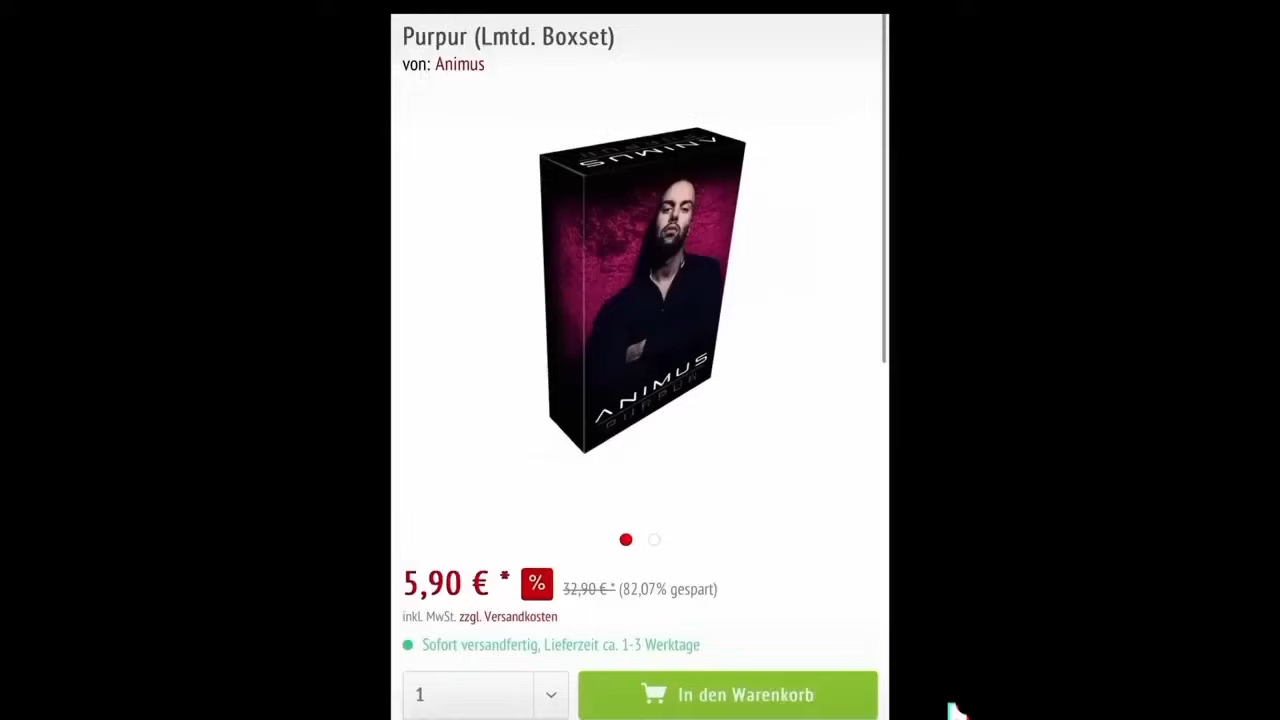 Purpur (Lmtd. Boxset)
von: Animus
ANIMUS
ANIMUS
PURPUR
5,90 € * % 32,90 € * (82,07% gespart)
inkl. MwSt. zzgl. Versandkosten
Sofort versandfertig, Lieferzeit ca. 1-3 Werktage
1
In den Warenkorb